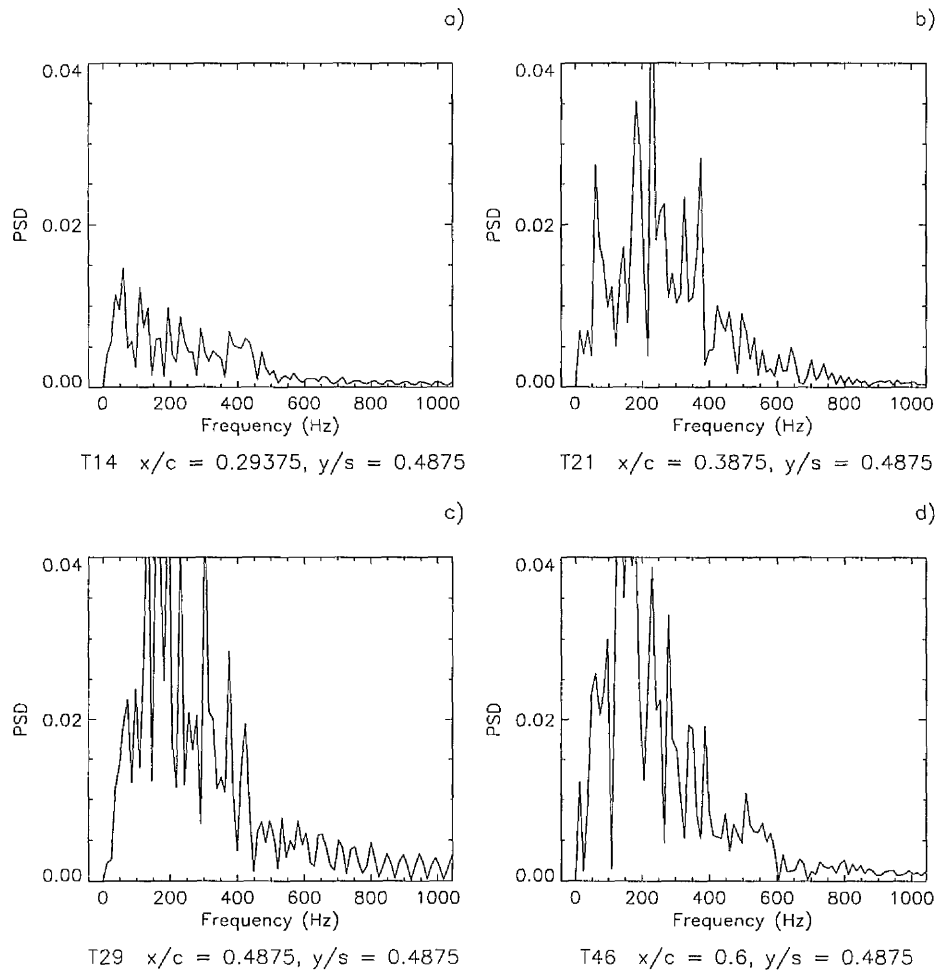 a)
0.04
0.02
0.00
PSD
0 200 400 600 800 1000
Frequency (Hz)
T14 x/c = 0.29375, y/s = 0.4875
b)
0.04
0.02
0.00
PSD
0 200 400 600 800 1000
Frequency (Hz)
T21 x/c = 0.3875, y/s = 0.4875
c)
0.04
0.02
0.00
PSD
0 200 400 600 800 1000
Frequency (Hz)
T29 x/c = 0.4875, y/s = 0.4875
d)
0.04
0.02
0.00
PSD
0 200 400 600 800 1000
Frequency (Hz)
T46 x/c = 0.6, y/s = 0.4875